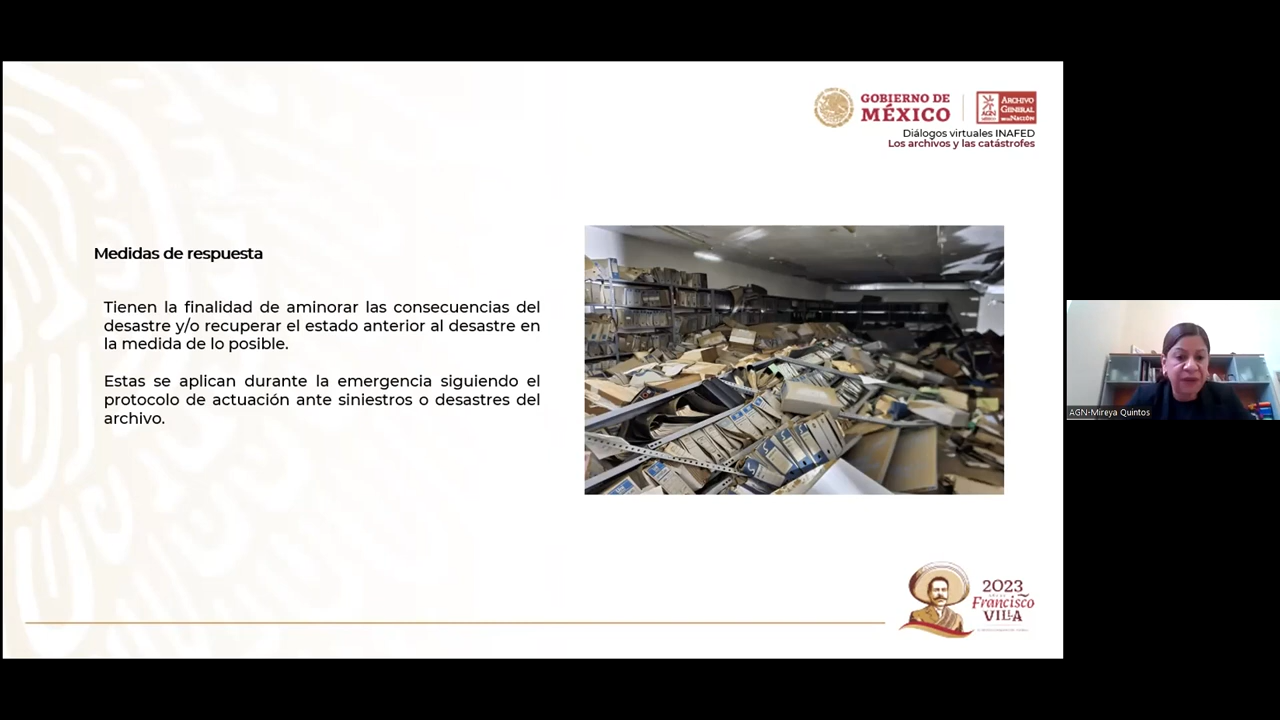 GOBIERNO DE
MÉXICO
AGN
MÉXICO
ARCHIVO
GENERAL
DE LA NACIÓN
Diálogos virtuales INAFED
Los archivos y las catástrofes
Medidas de respuesta
Tienen la finalidad de aminorar las consecuencias del
desastre y/o recuperar el estado anterior al desastre en
la medida de lo posible.
Estas se aplican durante la emergencia siguiendo el
protocolo de actuación ante siniestros o desastres del
archivo.
AGN-Mireya Quintos
2023
Francisco
VILLA